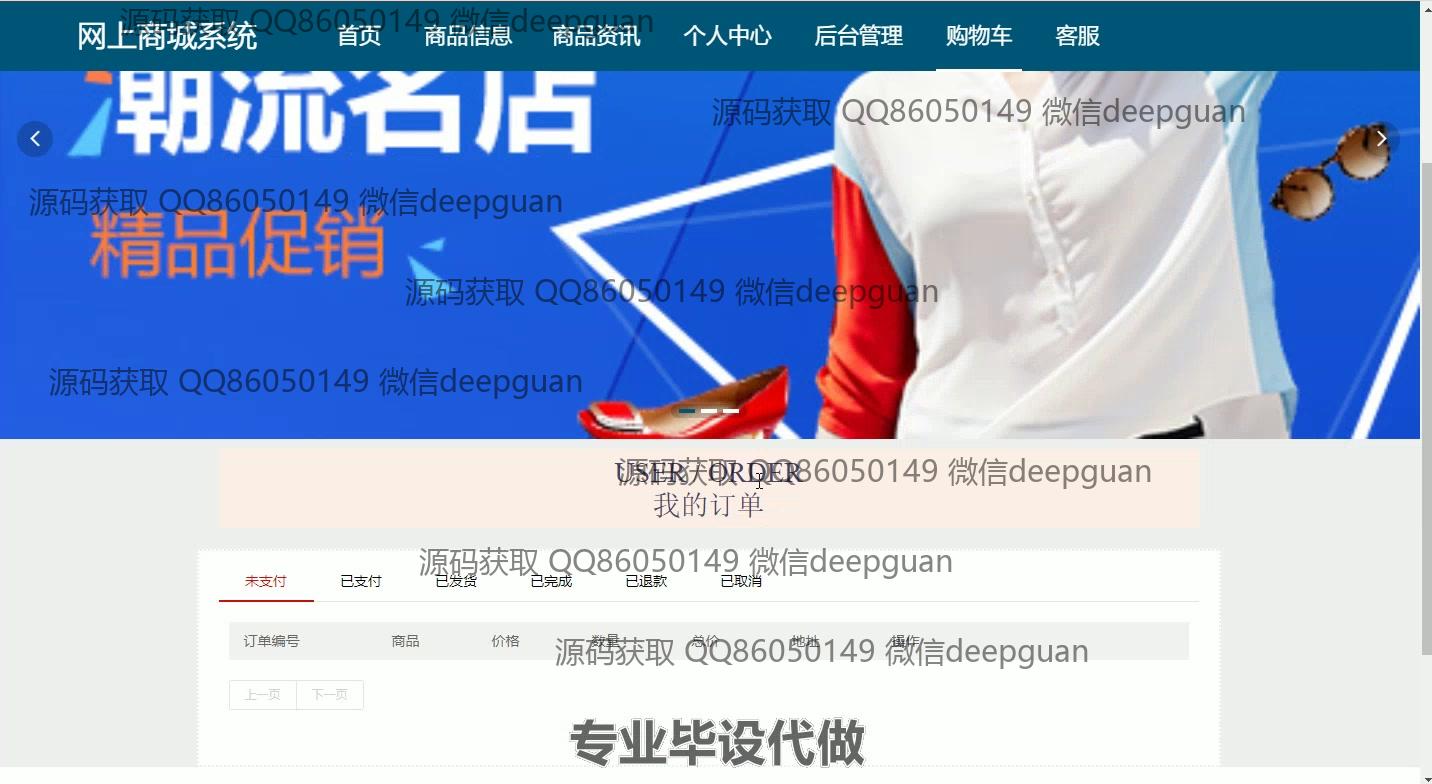 源码获取 QQ86050149 微信deepguan
网上商城系统 首页 商品信息 商品资讯 个人中心 后台管理 购物车 客服
潮流名店
源码获取 QQ86050149 微信deepguan
源码获取 QQ86050149 微信deepguan
精品促销
源码获取 QQ86050149 微信deepguan
源码获取 QQ86050149 微信deepguan
源码获取 QQ86050149 微信deepguan
USER / ORDER
我的订单
源码获取 QQ86050149 微信deepguan
未支付 已支付 已发货 已完成 已退款 已取消
订单编号 商品 价格 数量 总价 地址 操作
源码获取 QQ86050149 微信deepguan
上一页 下一页
专业毕设代做